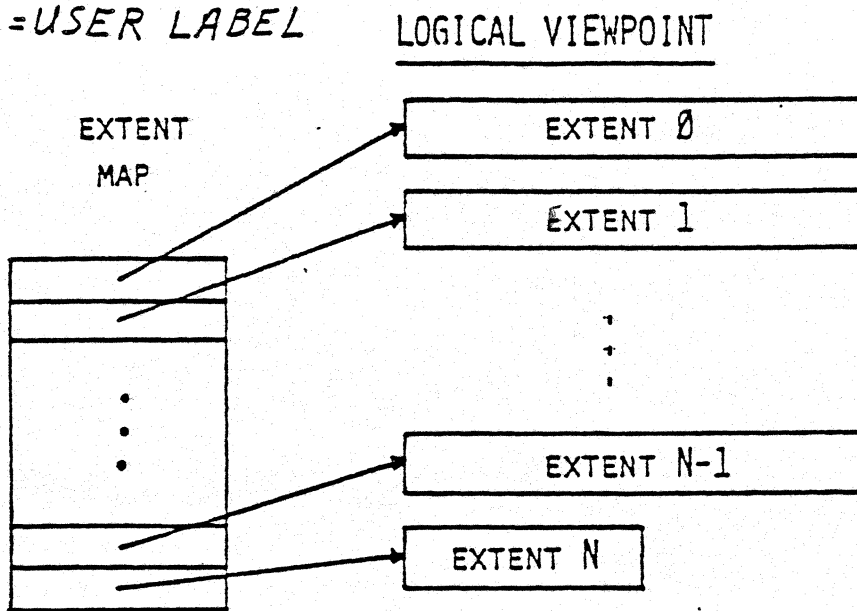 =USER LABEL
LOGICAL VIEWPOINT
EXTENT
MAP
EXTENT Ø
EXTENT 1
EXTENT N-1
EXTENT N